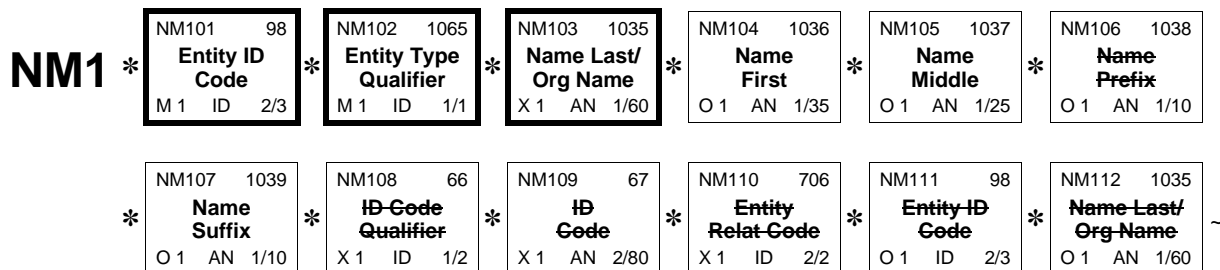 NM101 98 NM102 1065 NM103 1035 NM104 1036 NM105 1037 NM106 1038
NM1 * Entity ID Code * Entity Type Qualifier * Name Last/ Org Name * Name First * Name Middle * Name Prefix
M 1 ID 2/3 M 1 ID 1/1 X 1 AN 1/60 O 1 AN 1/35 O 1 AN 1/25 O 1 AN 1/10
NM107 1039 NM108 66 NM109 67 NM110 706 NM111 98 NM112 1035
* Name Suffix * ID Code Qualifier * ID Code * Entity Relat Code * Entity ID Code * Name Last/ Org Name ~
O 1 AN 1/10 X 1 ID 1/2 X 1 AN 2/80 X 1 ID 2/2 O 1 ID 2/3 O 1 AN 1/60